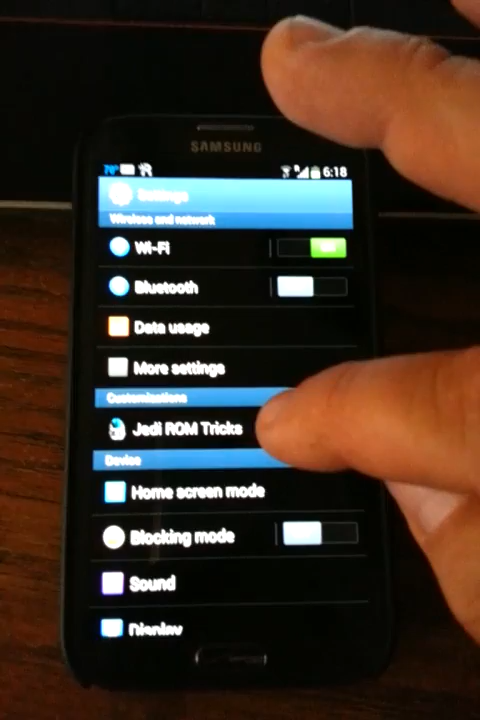 SAMSUNG
6:18
Settings
Wireless and network
Wi-Fi
Bluetooth
Data usage
More settings
Customizations
Jedi ROM Tricks
Device
Home screen mode
Blocking mode
Sound
Display